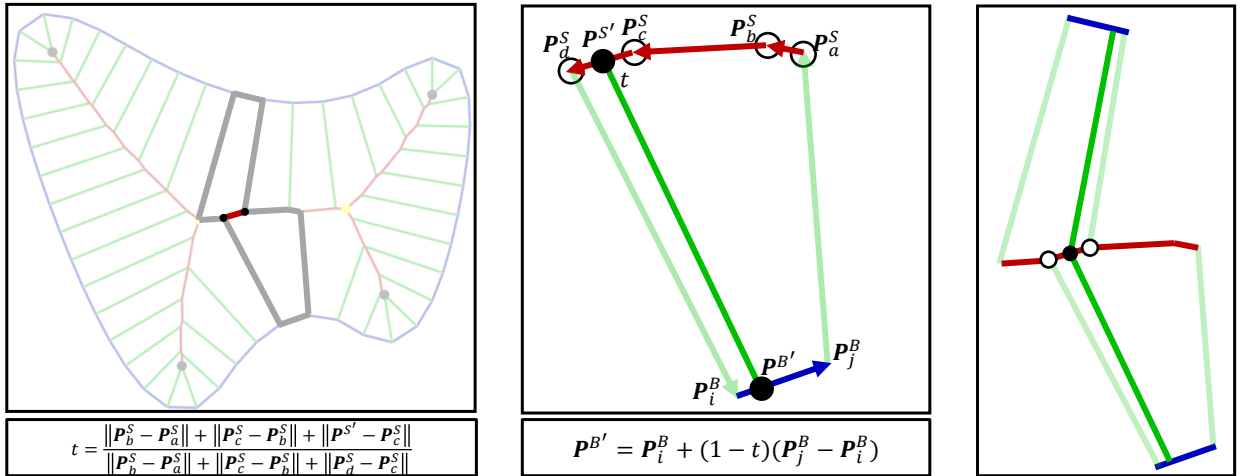 P_d^S P^{S'} P_c^S P_b^S P_a^S
t
P_i^B P^{B'} P_j^B
t = \frac{\|P_b^S - P_a^S\| + \|P_c^S - P_b^S\| + \|P^{S'} - P_c^S\|}{\|P_b^S - P_a^S\| + \|P_c^S - P_b^S\| + \|P_d^S - P_c^S\|}
P^{B'} = P_i^B + (1 - t)(P_j^B - P_i^B)